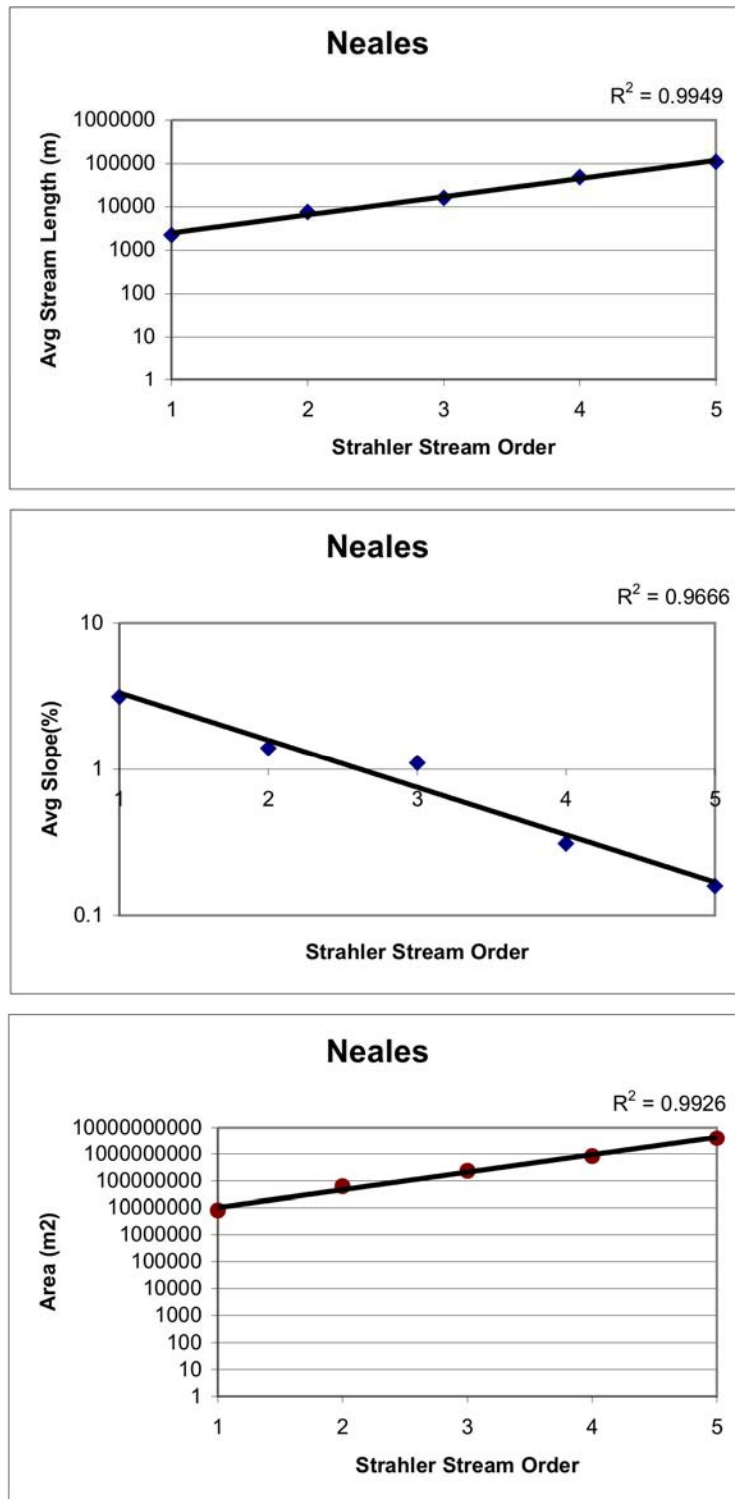 Neales
R² = 0.9949
1000000
100000
10000
1000
100
10
1
Avg Stream Length (m)
1 2 3 4 5
Strahler Stream Order
Neales
R² = 0.9666
10
1
0.1
Avg Slope(%)
1 2 3 4 5
Strahler Stream Order
Neales
R² = 0.9926
10000000000
1000000000
100000000
10000000
1000000
100000
10000
1000
100
10
1
Area (m2)
1 2 3 4 5
Strahler Stream Order